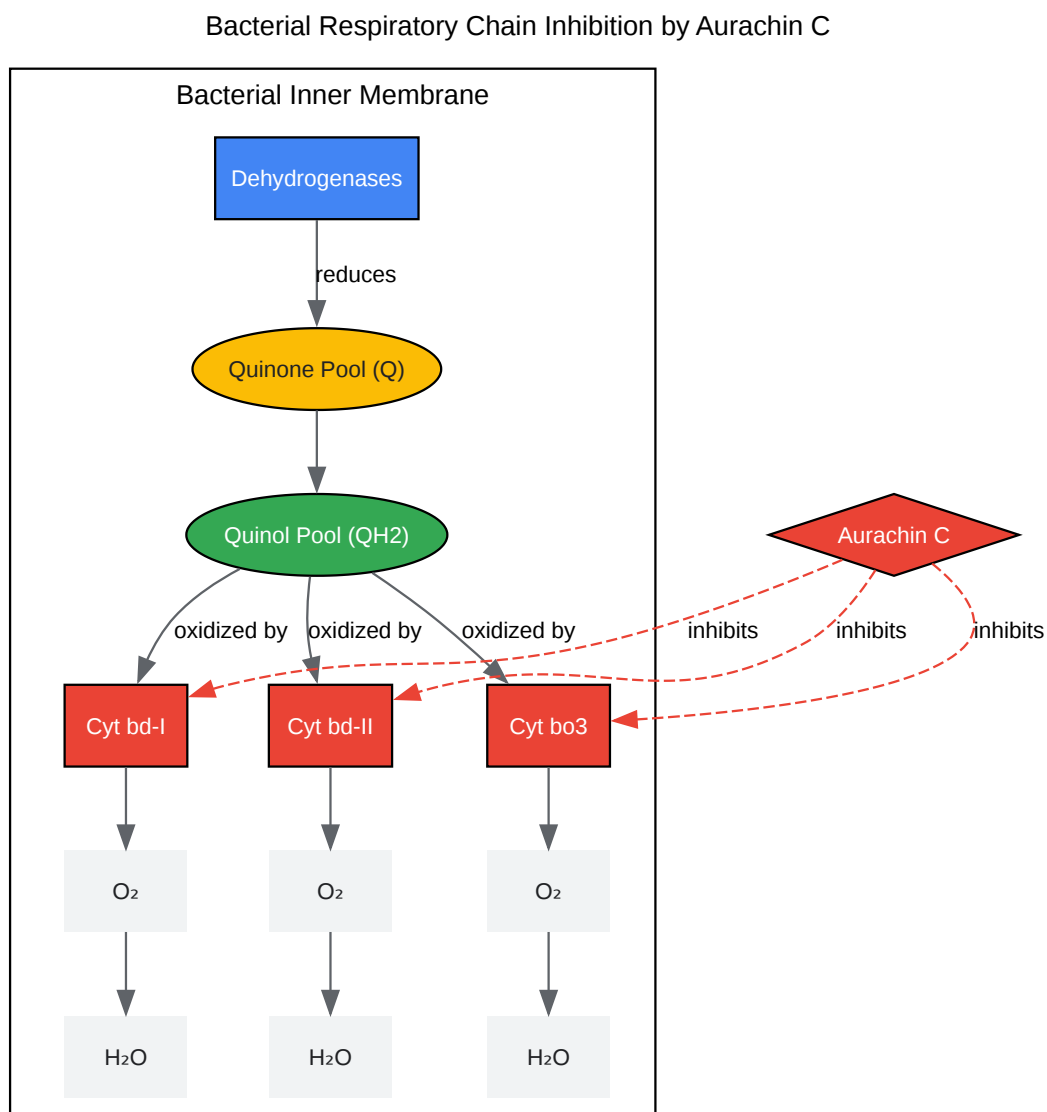 Bacterial Respiratory Chain Inhibition by Aurachin C
Bacterial Inner Membrane
Dehydrogenases
reduces
Quinone Pool (Q)
Quinol Pool (QH2)
Aurachin C
oxidized by
oxidized by
oxidized by
inhibits
inhibits
inhibits
Cyt bd-I
Cyt bd-II
Cyt bo3
O₂
O₂
O₂
H₂O
H₂O
H₂O